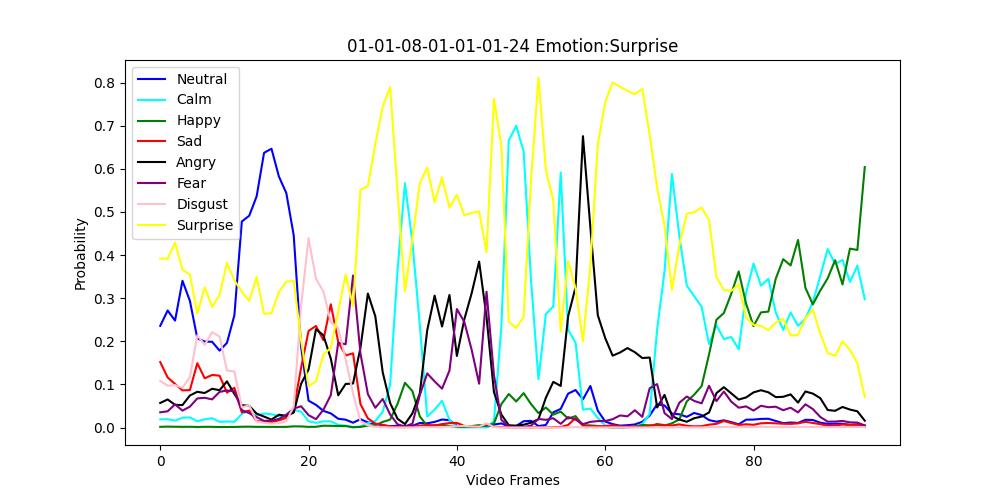 01-01-08-01-01-01-24 Emotion:Surprise
Neutral
Calm
Happy
Sad
Angry
Fear
Disgust
Surprise
Probability
0.8
0.7
0.6
0.5
0.4
0.3
0.2
0.1
0.0
0 20 40 60 80
Video Frames